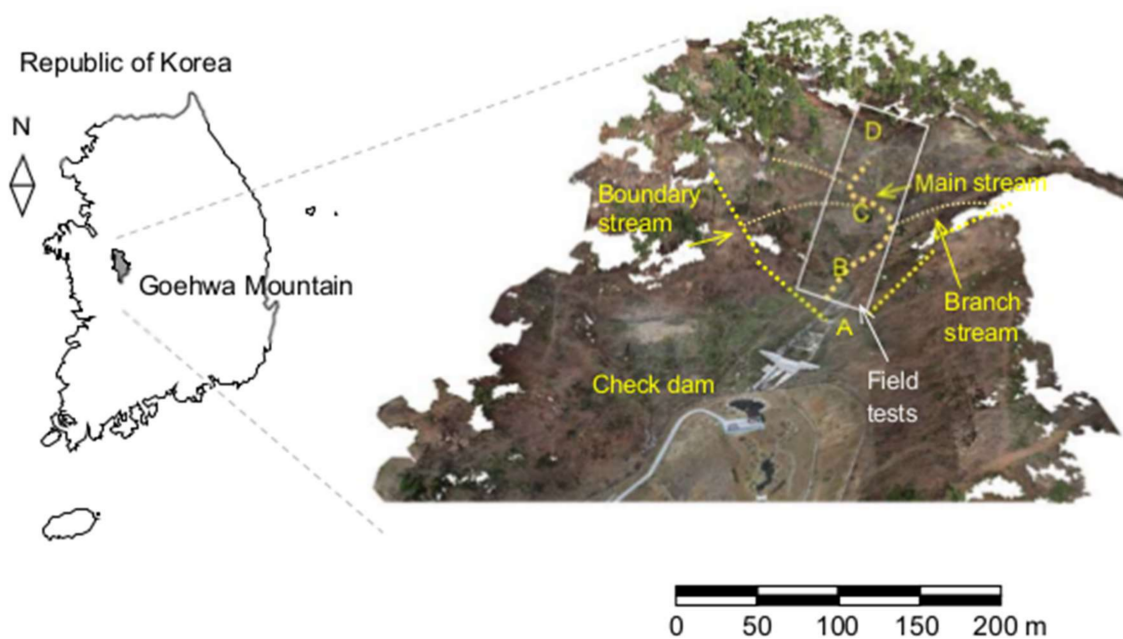 Republic of Korea
N
Goehwa Mountain
D
Boundary
stream
Main stream
C
B
Branch
stream
A
Check dam
Field
tests
0 50 100 150 200 m